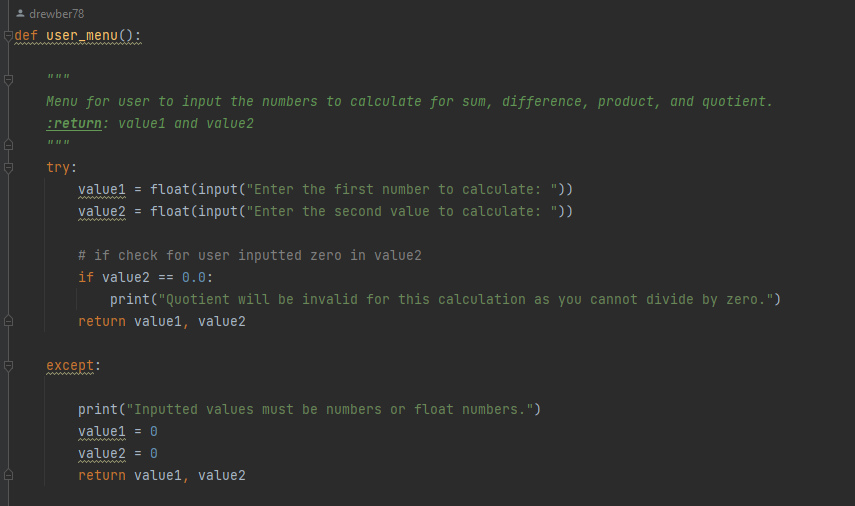 drewber78
def user_menu():
"""
Menu for user to input the numbers to calculate for sum, difference, product, and quotient.
:return: value1 and value2
"""
try:
value1 = float(input("Enter the first number to calculate: "))
value2 = float(input("Enter the second value to calculate: "))
# if check for user inputted zero in value2
if value2 == 0.0:
print("Quotient will be invalid for this calculation as you cannot divide by zero.")
return value1, value2
except:
print("Inputted values must be numbers or float numbers.")
value1 = 0
value2 = 0
return value1, value2